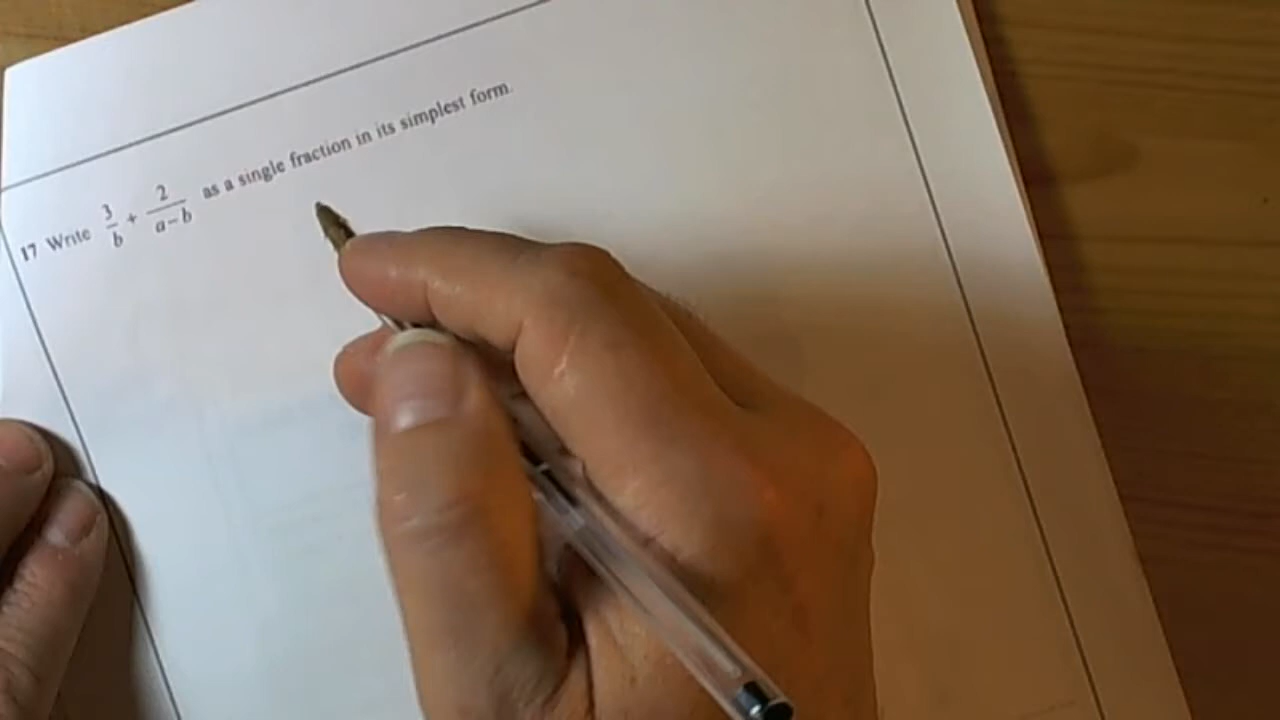 17 Write 3/b + 2/(a-b) as a single fraction in its simplest form.